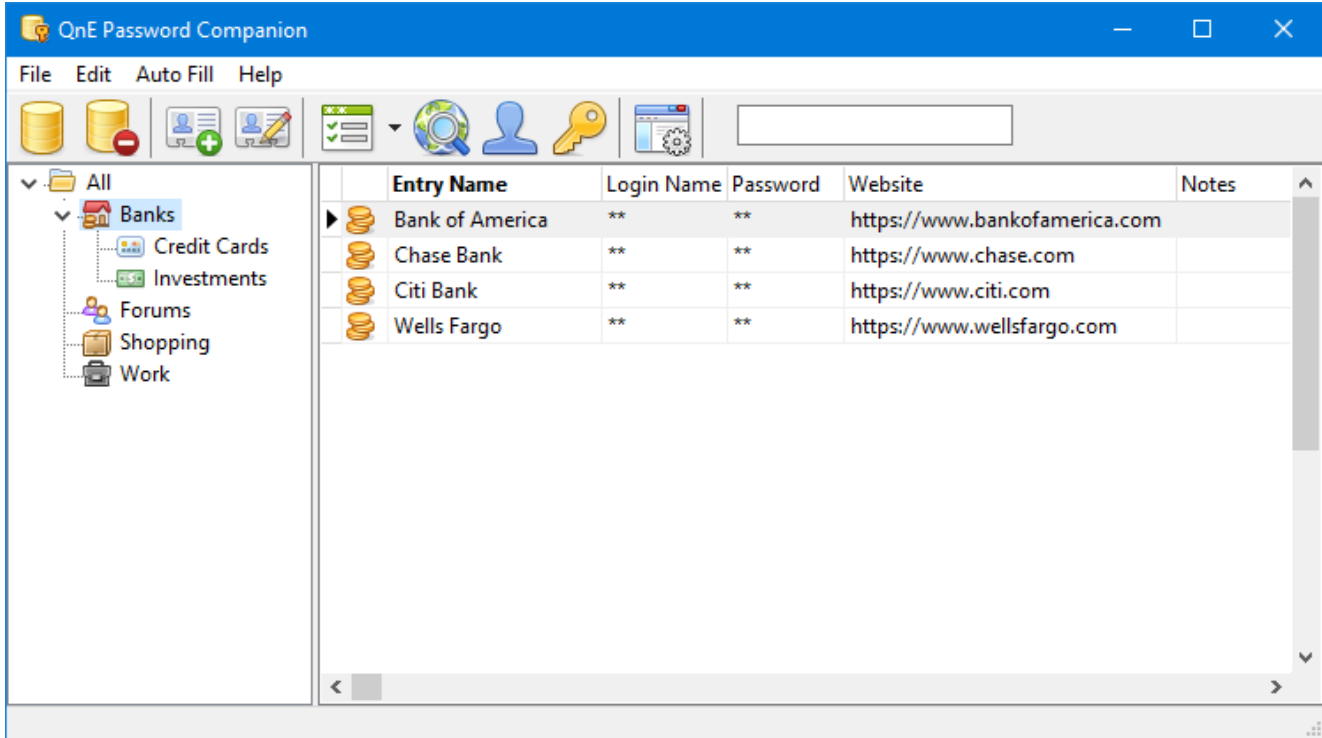 QnE Password Companion
File Edit Auto Fill Help
All
Banks
Credit Cards
Investments
Forums
Shopping
Work
Entry Name Login Name Password Website Notes
Bank of America ** ** https://www.bankofamerica.com
Chase Bank ** ** https://www.chase.com
Citi Bank ** ** https://www.citi.com
Wells Fargo ** ** https://www.wellsfargo.com